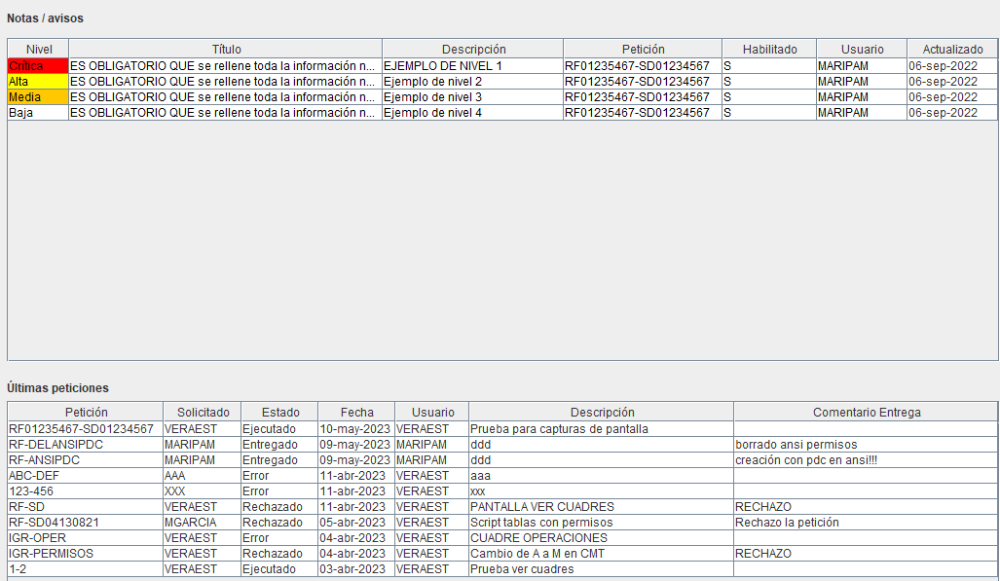 Notas / avisos
Nivel Título Descripción Petición Habilitado Usuario Actualizado
Crítica ES OBLIGATORIO QUE se rellene toda la información n... EJEMPLO DE NIVEL 1 RF01235467-SD01234567 S MARIPAM 06-sep-2022
Alta ES OBLIGATORIO QUE se rellene toda la información n... Ejemplo de nivel 2 RF01235467-SD01234567 S MARIPAM 06-sep-2022
Media ES OBLIGATORIO QUE se rellene toda la información n... Ejemplo de nivel 3 RF01235467-SD01234567 S MARIPAM 06-sep-2022
Baja ES OBLIGATORIO QUE se rellene toda la información n... Ejemplo de nivel 4 RF01235467-SD01234567 S MARIPAM 06-sep-2022
Últimas peticiones
Petición Solicitado Estado Fecha Usuario Descripción Comentario Entrega
RF01235467-SD01234567 VERAEST Ejecutado 10-may-2023 VERAEST Prueba para capturas de pantalla
RF-DELANSIPDC MARIPAM Entregado 09-may-2023 MARIPAM ddd borrado ansi permisos
RF-ANSIPDC MARIPAM Entregado 09-may-2023 MARIPAM ddd creación con pdc en ansi!!!
ABC-DEF AAA Error 11-abr-2023 VERAEST aaa
123-456 XXX Error 11-abr-2023 VERAEST xxx
RF-SD VERAEST Rechazado 11-abr-2023 VERAEST PANTALLA VER CUADRES RECHAZO
RF-SD04130821 MGARCIA Rechazado 05-abr-2023 VERAEST Script tablas con permisos Rechazo la petición
IGR-OPER VERAEST Error 04-abr-2023 VERAEST CUADRE OPERACIONES
IGR-PERMISOS VERAEST Rechazado 04-abr-2023 VERAEST Cambio de A a M en CMT RECHAZO
1-2 VERAEST Ejecutado 03-abr-2023 VERAEST Prueba ver cuadres